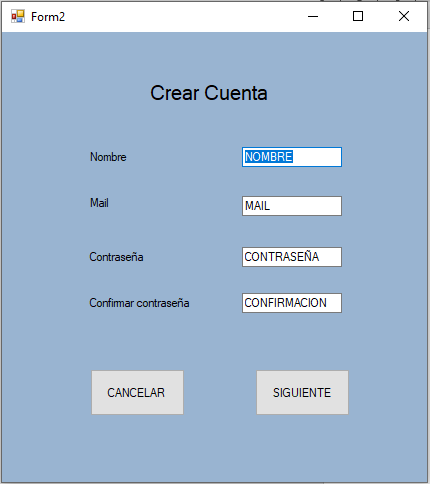 Form2
Crear Cuenta
Nombre NOMBRE
Mail MAIL
Contraseña CONTRASEÑA
Confirmar contraseña CONFIRMACION
CANCELAR SIGUIENTE